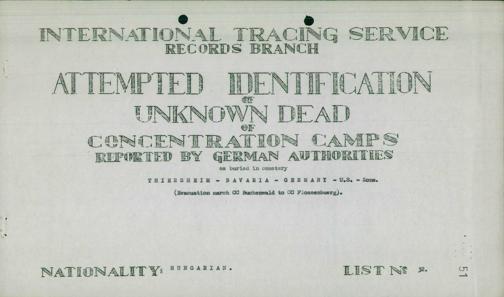 INTERNATIONAL TRACING SERVICE
RECORDS BRANCH
ATTEMPTED IDENTIFICATION
OF
UNKNOWN DEAD
OF
CONCENTRATION CAMPS
REPORTED BY GERMAN AUTHORITIES
as buried in cemetery
THIERSHEIM - BAVARIA - GERMANY - U.S. - Zone.
(Evacuation march CC Buchenwald to CC Flossenbuerg).
NATIONALITY: HUNGARIAN.
LIST No 2.
51